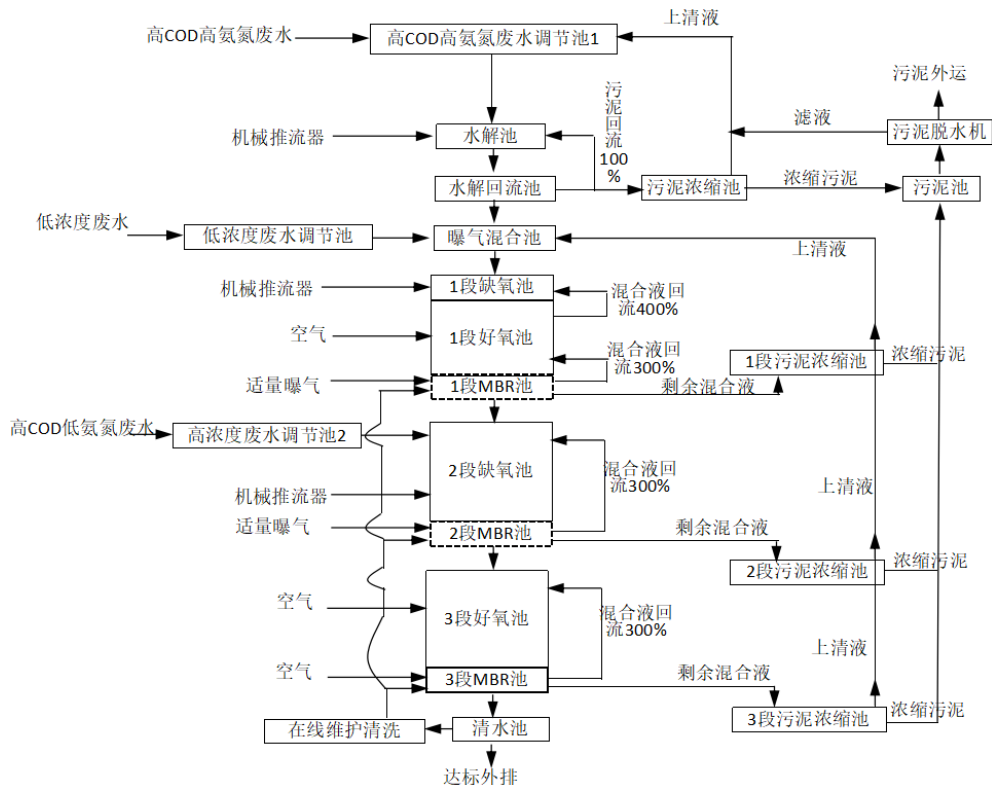 上清液
高COD高氨氮废水
高COD高氨氮废水调节池1
污泥外运
污泥回流
100
%
滤液
污泥脱水机
机械推流器
水解池
水解回流池
污泥浓缩池
浓缩污泥
污泥池
低浓度废水
低浓度废水调节池
曝气混合池
上清液
机械推流器
1段缺氧池
混合液回
流400%
空气
1段好氧池
混合液回
流300%
1段污泥浓缩池
浓缩污泥
适量曝气
1段MBR池
剩余混合液
高COD低氨氮废水
高浓度废水调节池2
2段缺氧池
混合液回
流300%
上清液
机械推流器
适量曝气
2段MBR池
剩余混合液
2段污泥浓缩池
浓缩污泥
空气
3段好氧池
混合液回
流300%
上清液
空气
3段MBR池
剩余混合液
在线维护清洗
清水池
3段污泥浓缩池
浓缩污泥
达标外排